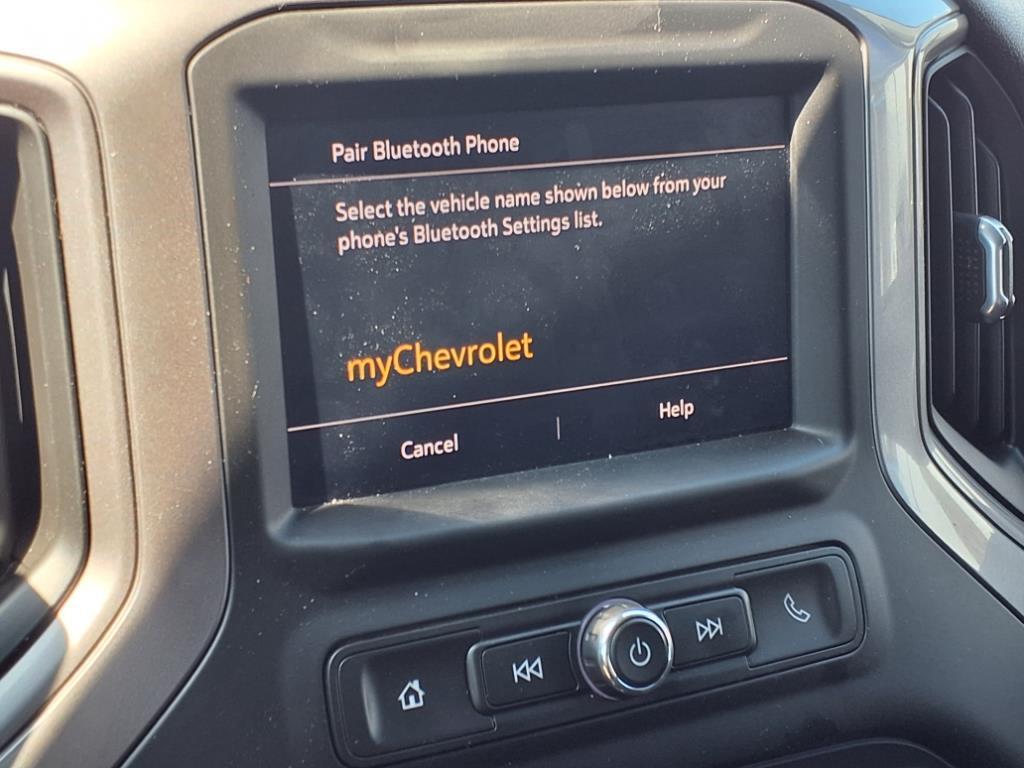 Pair Bluetooth Phone
Select the vehicle name shown below from your
phone's Bluetooth Settings list.
myChevrolet
Cancel
Help